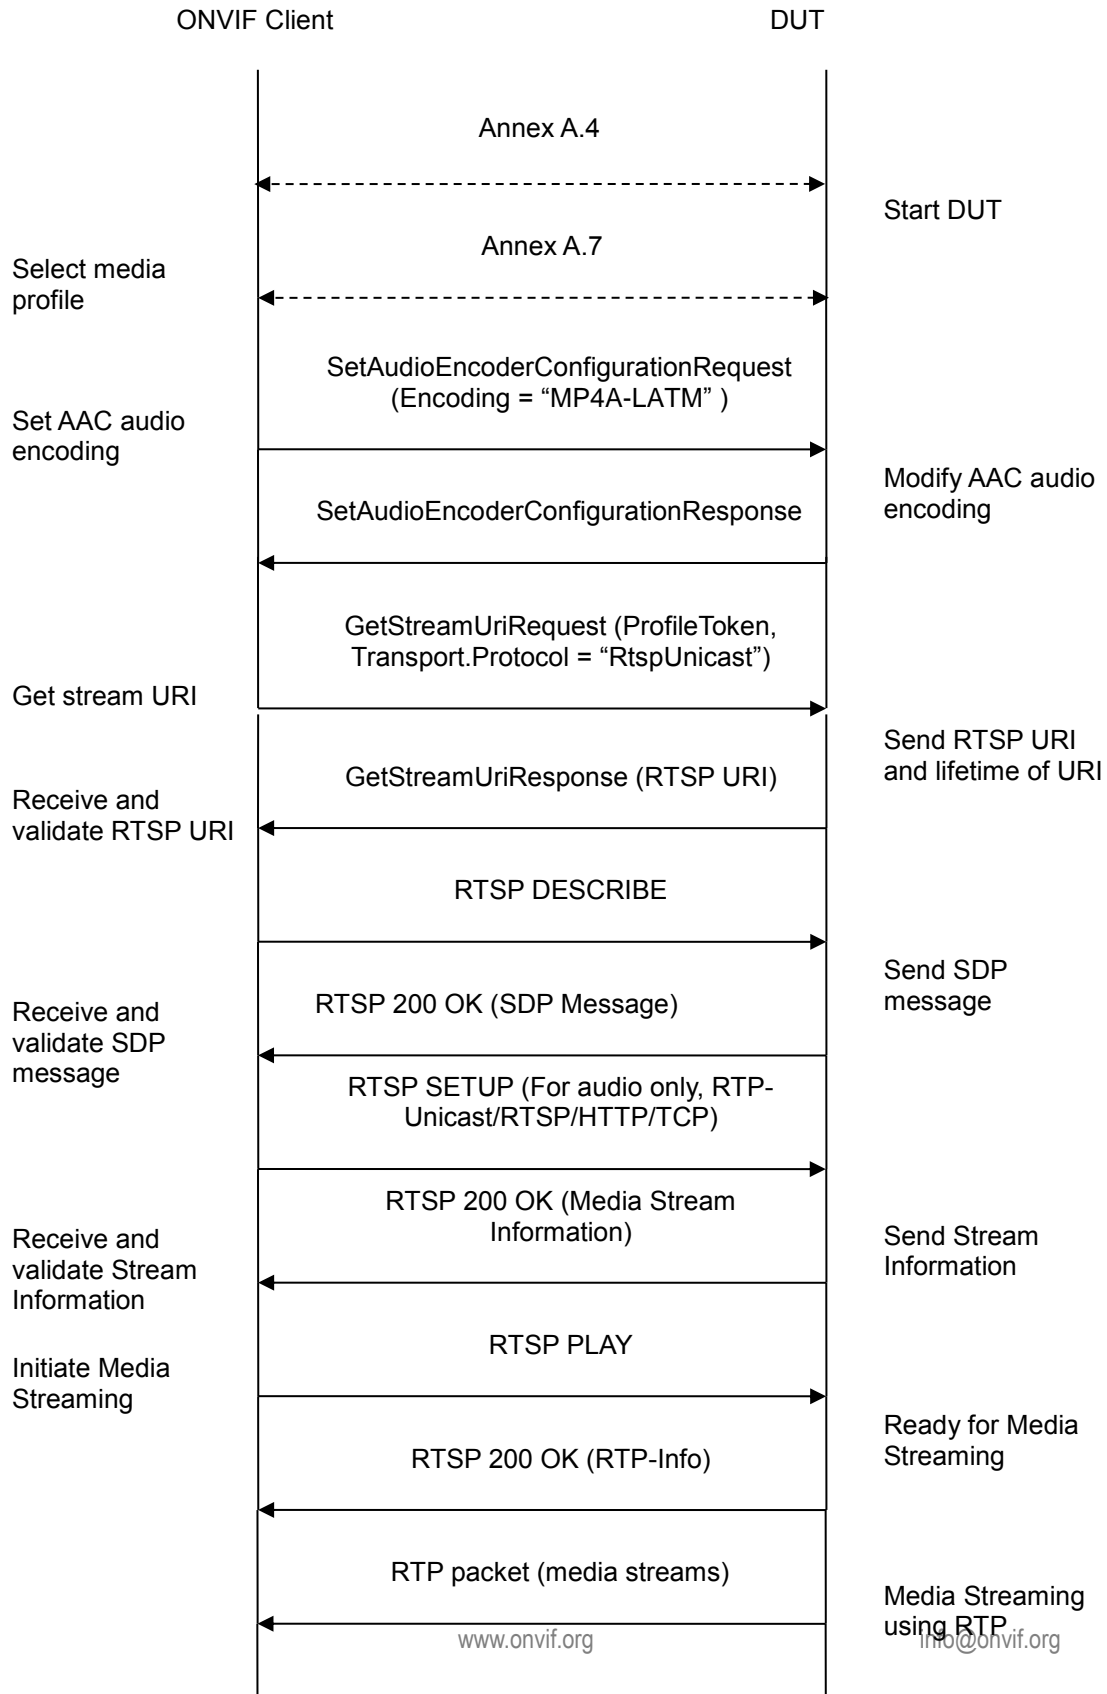 ONVIF Client
DUT
Annex A.4
Start DUT
Annex A.7
Select media
profile
SetAudioEncoderConfigurationRequest
(Encoding = “MP4A-LATM” )
Set AAC audio
encoding
Modify AAC audio
encoding
SetAudioEncoderConfigurationResponse
GetStreamUriRequest (ProfileToken,
Transport.Protocol = “RtspUnicast”)
Get stream URI
Send RTSP URI
and lifetime of URI
GetStreamUriResponse (RTSP URI)
Receive and
validate RTSP URI
RTSP DESCRIBE
Send SDP
message
RTSP 200 OK (SDP Message)
Receive and
validate SDP
message
RTSP SETUP (For audio only, RTP-
Unicast/RTSP/HTTP/TCP)
RTSP 200 OK (Media Stream
Information)
Send Stream
Information
Receive and
validate Stream
Information
RTSP PLAY
Initiate Media
Streaming
Ready for Media
Streaming
RTSP 200 OK (RTP-Info)
RTP packet (media streams)
Media Streaming
using RTP
www.onvif.org
info@onvif.org